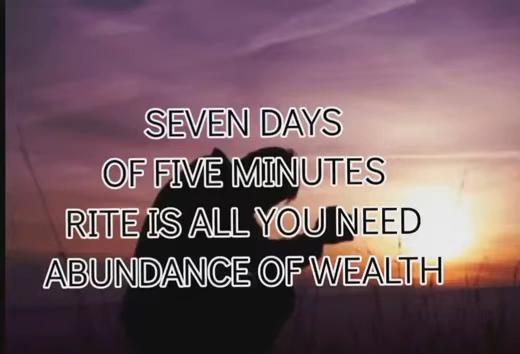 SEVEN DAYS
OF FIVE MINUTES
RITE IS ALL YOU NEED
ABUNDANCE OF WEALTH